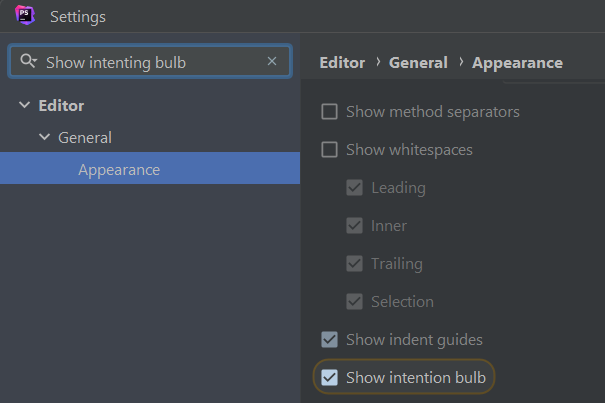 PS
Settings
Show intenting bulb
Editor
General
Appearance
Editor › General › Appearance
Show method separators
Show whitespaces
Leading
Inner
Trailing
Selection
Show indent guides
Show intention bulb